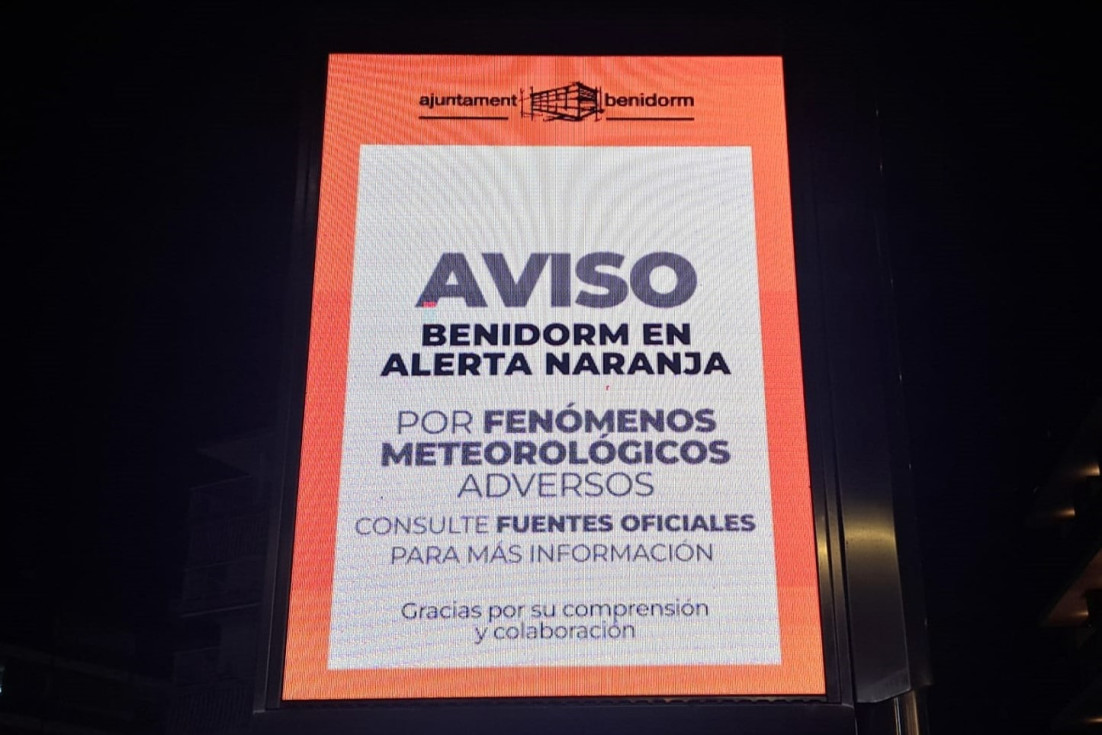 ajuntament benidorm
AVISO
BENIDORM EN
ALERTA NARANJA
POR FENÓMENOS
METEOROLÓGICOS
ADVERSOS
CONSULTE FUENTES OFICIALES
PARA MÁS INFORMACIÓN
Gracias por su comprensión
y colaboración